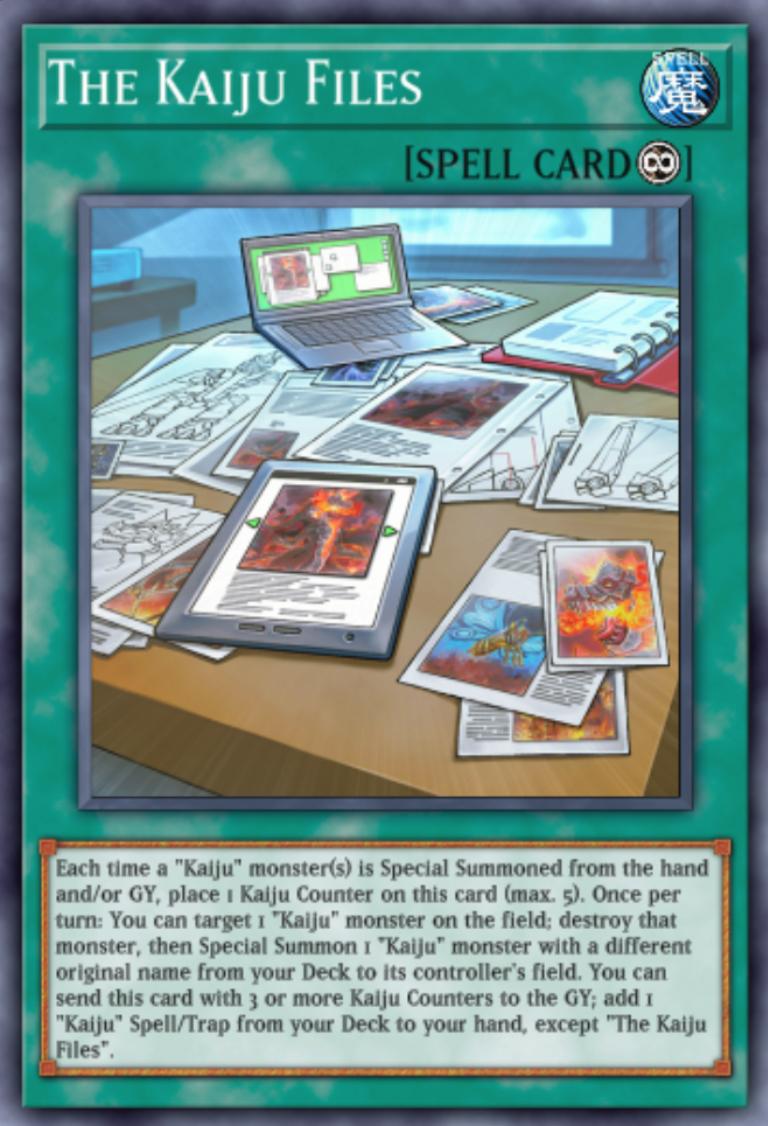 The Kaiju Files
SPELL
魔
[SPELL CARD]
Each time a "Kaiju" monster(s) is Special Summoned from the hand
and/or GY, place 1 Kaiju Counter on this card (max. 5). Once per
turn: You can target 1 "Kaiju" monster on the field; destroy that
monster, then Special Summon 1 "Kaiju" monster with a different
original name from your Deck to its controller's field. You can
send this card with 3 or more Kaiju Counters to the GY; add 1
"Kaiju" Spell/Trap from your Deck to your hand, except "The Kaiju
Files".